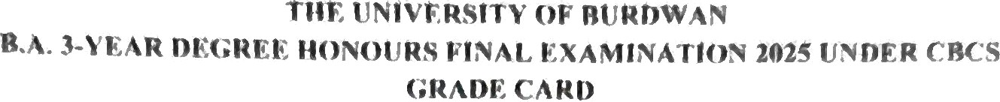 THE UNIVERSITY OF BURDWAN
B.A. 3-YEAR DEGREE HONOURS FINAL EXAMINATION 2025 UNDER CBCS
GRADE CARD